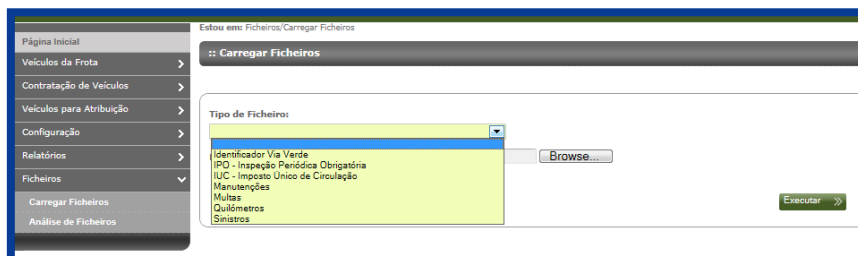 Estou em: Ficheiros/Carregar Ficheiros
Página Inicial
Veículos da Frota
Contratação de Veículos
Veículos para Atribuição
Configuração
Relatórios
Ficheiros
Carregar Ficheiros
Análise de Ficheiros
:: Carregar Ficheiros
Tipo de Ficheiro:
Identificador Via Verde
IPO - Inspeção Periódica Obrigatória
IUC - Imposto Único de Circulação
Manutenções
Multas
Quilómetros
Sinistros
Browse...
Executar